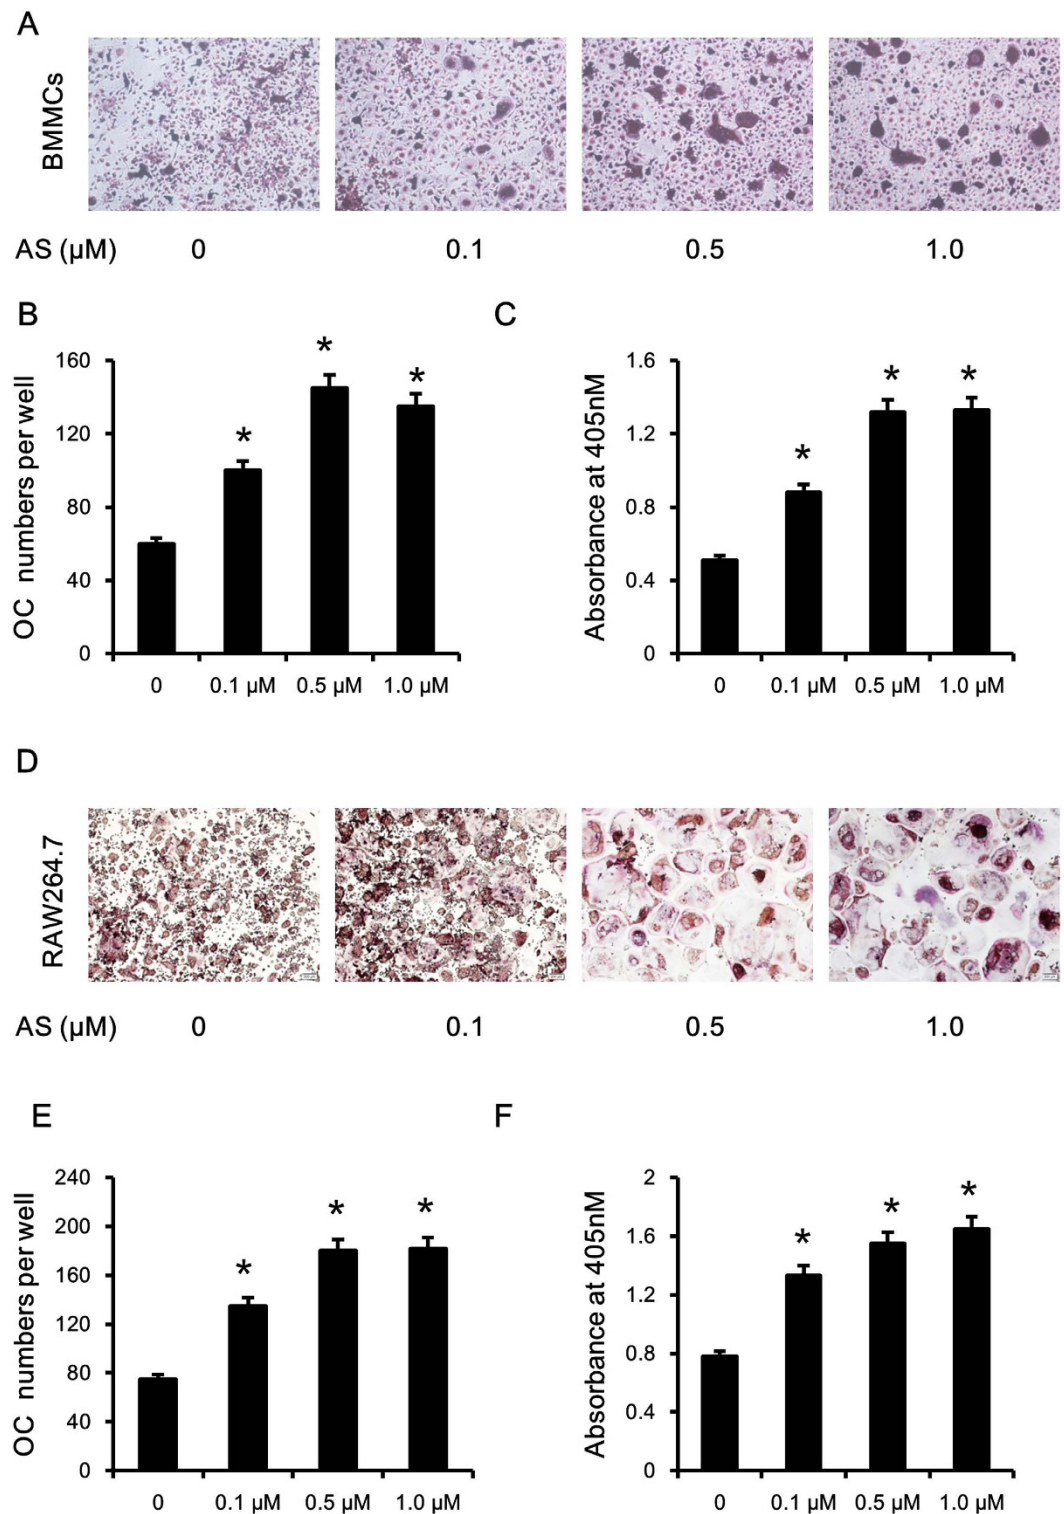 A
BMMCs
AS (µM) 0 0.1 0.5 1.0
B
OC numbers per well
160
120
80
40
0
0 0.1 µM 0.5 µM 1.0 µM
* * *
C
Absorbance at 405nM
1.6
1.2
0.8
0.4
0
0 0.1 µM 0.5 µM 1.0 µM
* * *
D
RAW264.7
AS (µM) 0 0.1 0.5 1.0
E
OC numbers per well
240
200
160
120
80
40
0
0 0.1 µM 0.5 µM 1.0 µM
* * *
F
Absorbance at 405nM
2
1.6
1.2
0.8
0.4
0
0 0.1 µM 0.5 µM 1.0 µM
* * *